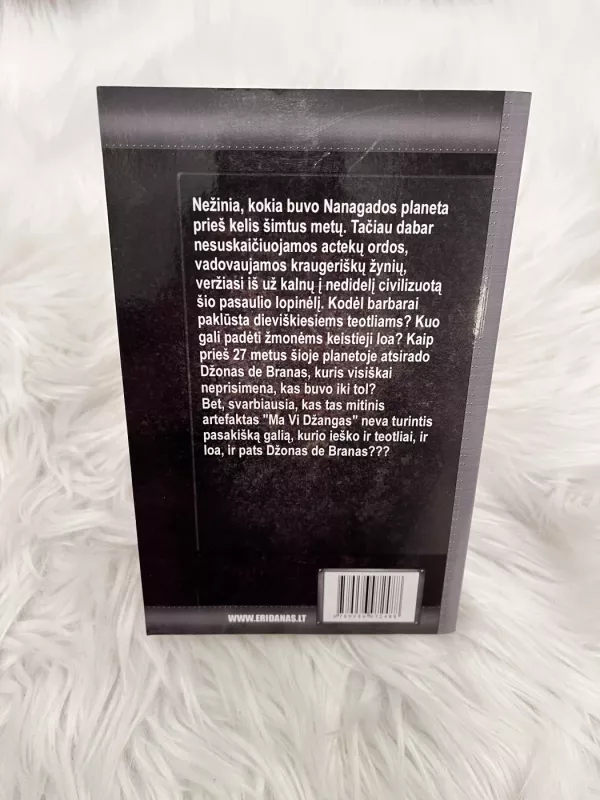 Nežinia, kokia buvo Nanagados planeta
prieš kelis šimtus metų. Tačiau dabar
nesuskaičiuojamos actekų ordos,
vadovaujamos kraugeriškų žynių,
veržiasi iš už kalnų į nedidelį civilizuotą
šio pasaulio lopinėlį. Kodėl barbarai
paklūsta dieviškiesiems teotliams? Kuo
gali padėti žmonėms keistieji loa? Kaip
prieš 27 metus šioje planetoje atsirado
Džonas de Branas, kuris visiškai
neprisimena, kas buvo iki tol?
Bet, svarbiausia, kas tas mitinis
artefaktas "Ma Vi Džangas" neva turintis
pasakišką galią, kurio ieško ir teotliai, ir
loa, ir pats Džonas de Branas???
WWW.ERIDANAS.LT